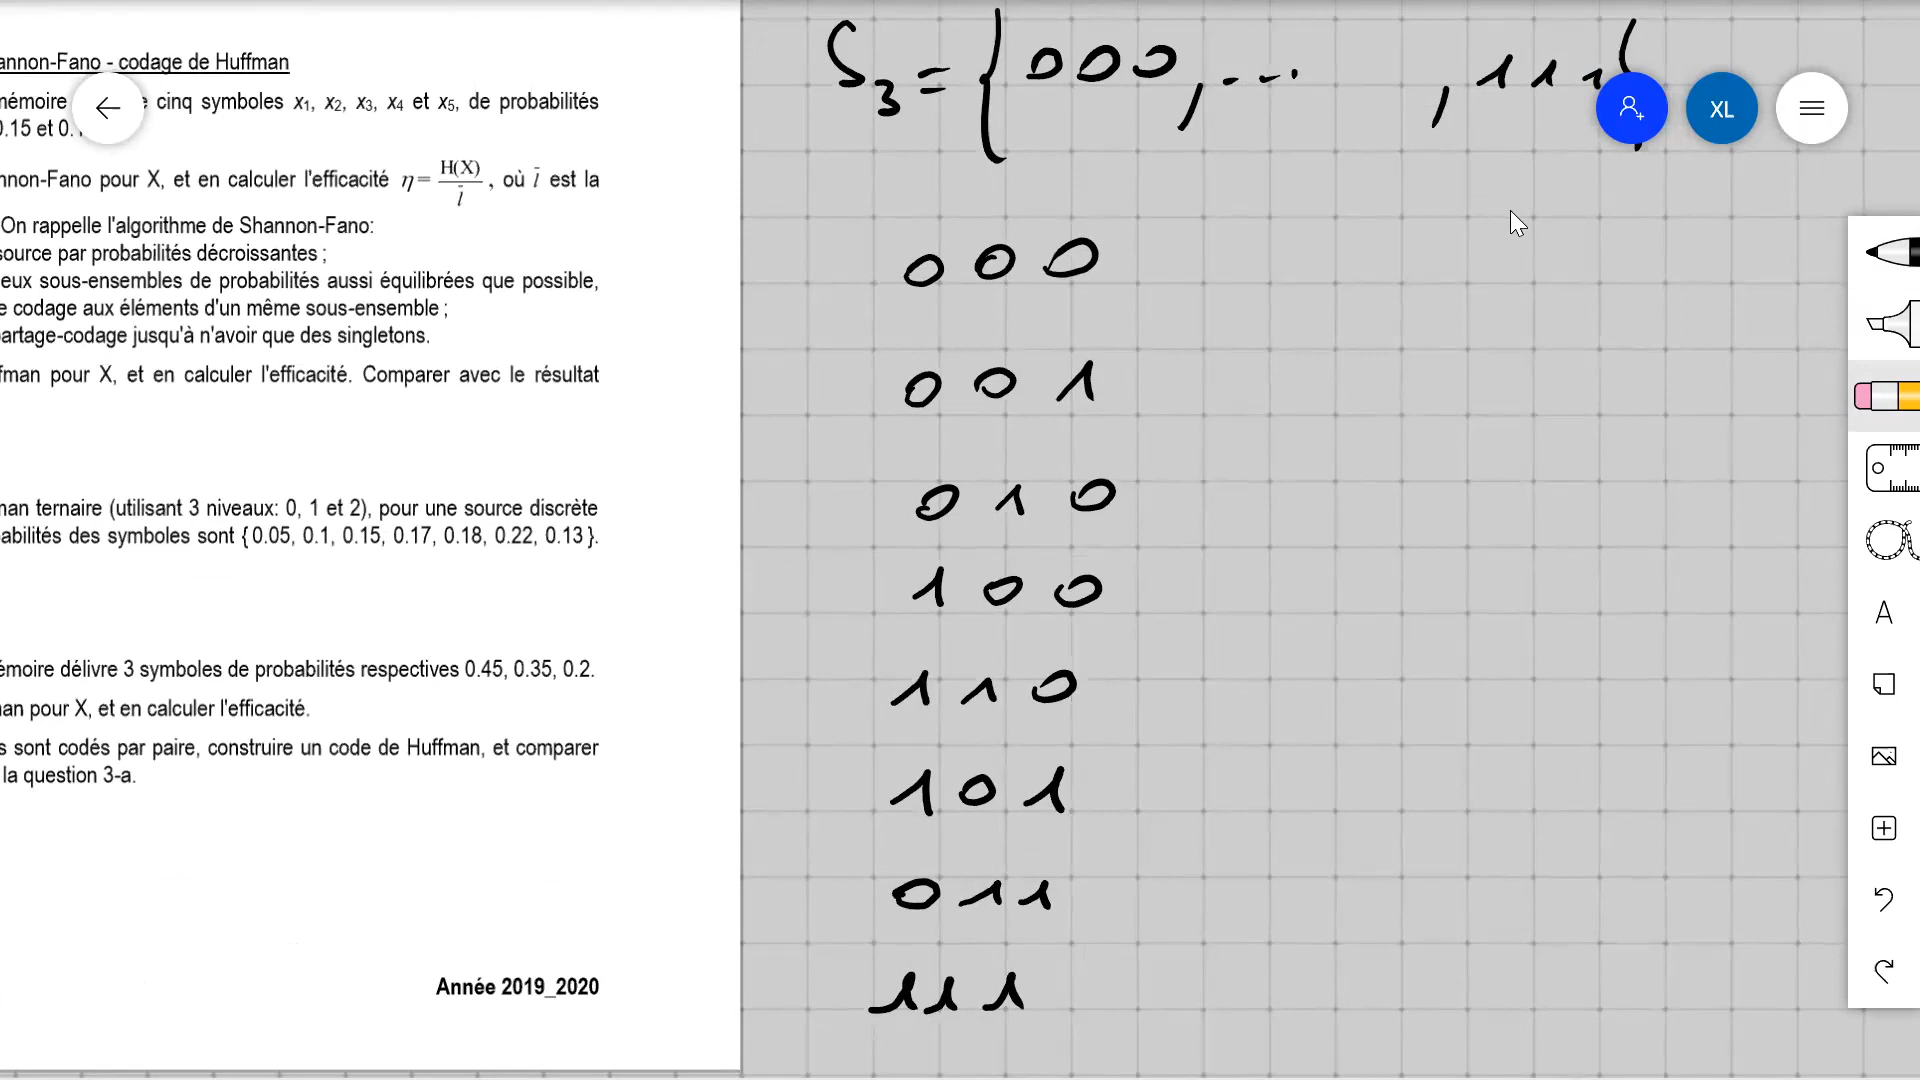 annon-Fano - codage de Huffman
némoire cinq symboles x1, x2, x3, x4 et x5, de probabilités
0.15 et 0.
nnon-Fano pour X, et en calculer l'efficacité η = H(X) / l̄ , où l̄ est la
On rappelle l'algorithme de Shannon-Fano:
source par probabilités décroissantes ;
eux sous-ensembles de probabilités aussi équilibrées que possible,
e codage aux éléments d'un même sous-ensemble ;
partage-codage jusqu'à n'avoir que des singletons.
ffman pour X, et en calculer l'efficacité. Comparer avec le résultat
man ternaire (utilisant 3 niveaux: 0, 1 et 2), pour une source discrète
abilités des symboles sont { 0.05, 0.1, 0.15, 0.17, 0.18, 0.22, 0.13 }.
émoire délivre 3 symboles de probabilités respectives 0.45, 0.35, 0.2.
nan pour X, et en calculer l'efficacité.
s sont codés par paire, construire un code de Huffman, et comparer
la question 3-a.
Année 2019_2020
S3 = { 000, ... , 111 }
000
001
010
100
110
101
011
111
XL
A